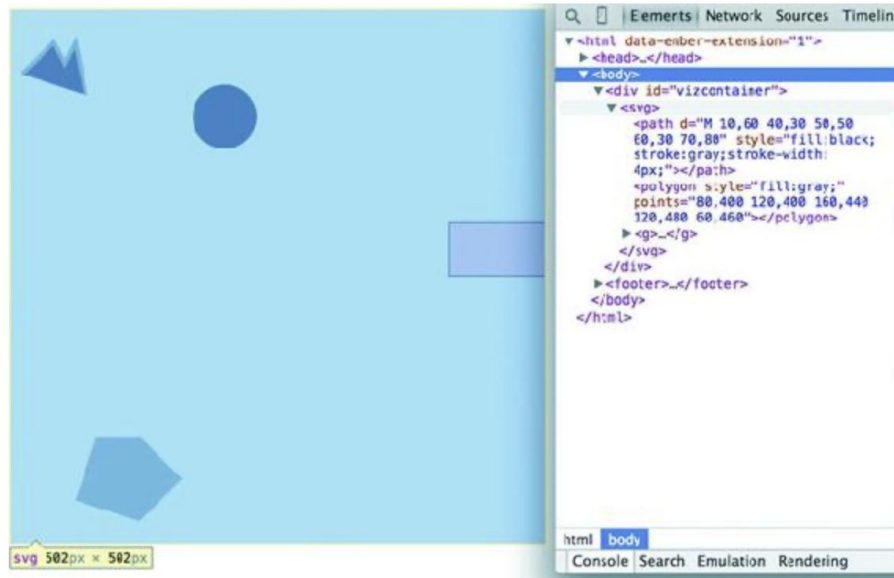 Elements Network Sources Timelin
<html data-ember-extension="1">
<head>…</head>
<body>
<div id="vizcontainer">
<svg>
<path d="M 10,60 40,30 50,50
60,30 70,80" style="fill:black;
stroke:gray;stroke-width:
4px;"></path>
<polygon style="fill:gray;"
points="80,400 120,400 160,440
120,480 60,460"></polygon>
<g>…</g>
</svg>
</div>
<footer>…</footer>
</body>
</html>
svg 502px × 502px
html body
Console Search Emulation Rendering